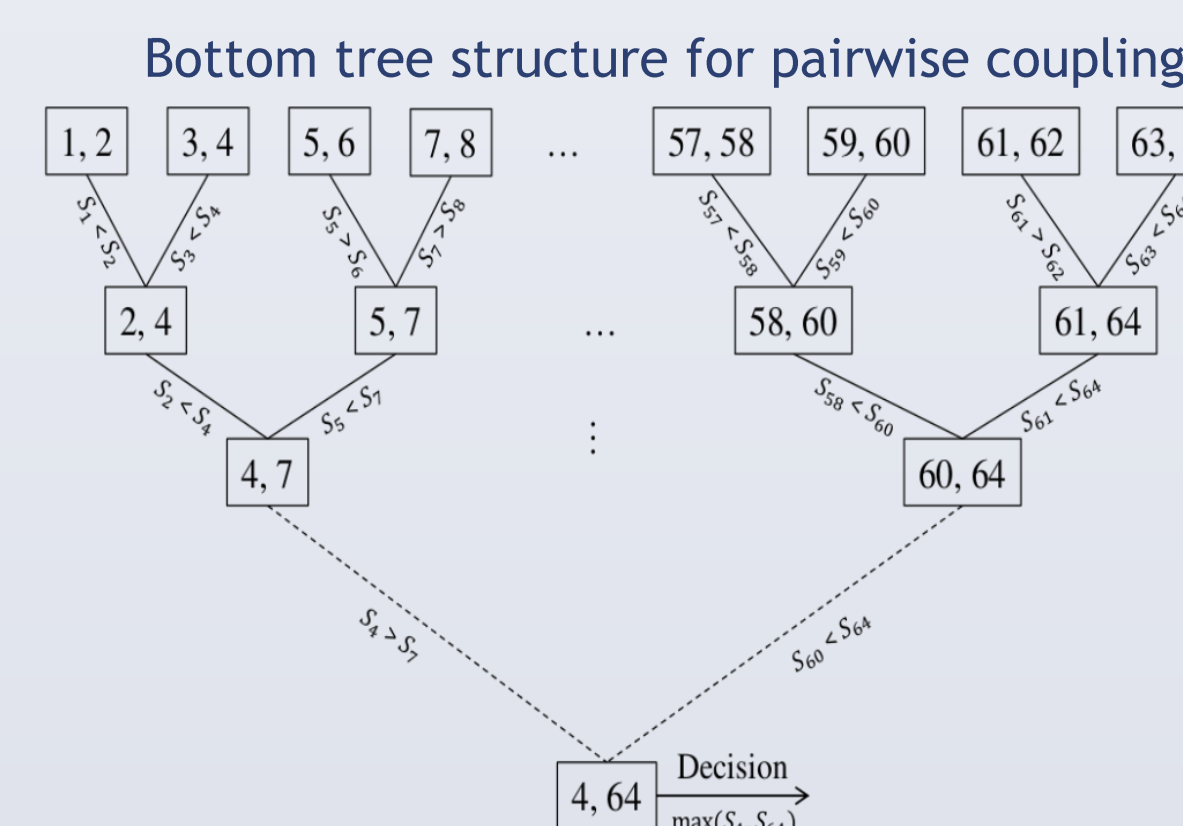 Bottom tree structure for pairwise coupling
1, 2
3, 4
5, 6
7, 8
...
57, 58
59, 60
61, 62
63,
S₁ < S₂
S₃ < S₄
S₅ > S₆
S₇ > S₈
S₅₇ < S₅₈
S₅₉ < S₆₀
S₆₁ > S₆₂
S₆₃ <
2, 4
5, 7
...
58, 60
61, 64
S₂ < S₄
S₅ < S₇
S₅₈ < S₆₀
S₆₁ < S₆₄
4, 7
⋮
60, 64
S₄ > S₇
S₆₀ < S₆₄
4, 64
Decision